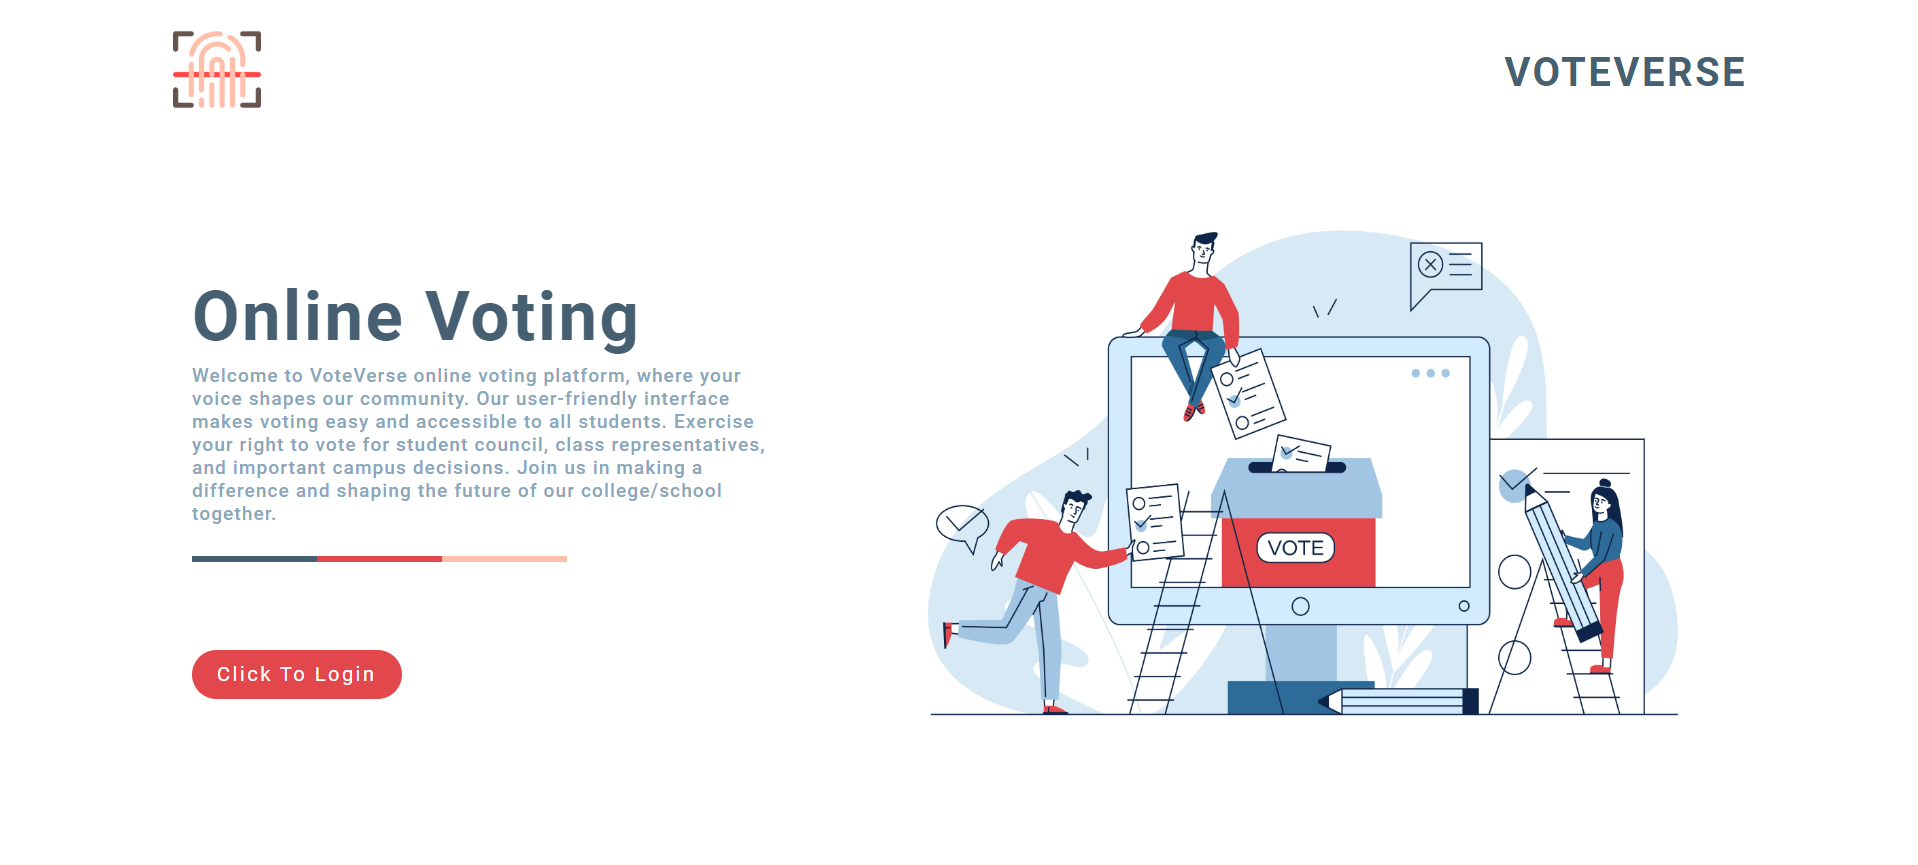 VOTEVERSE
Online Voting
Welcome to VoteVerse online voting platform, where your
voice shapes our community. Our user-friendly interface
makes voting easy and accessible to all students. Exercise
your right to vote for student council, class representatives,
and important campus decisions. Join us in making a
difference and shaping the future of our college/school
together.
Click To Login
VOTE